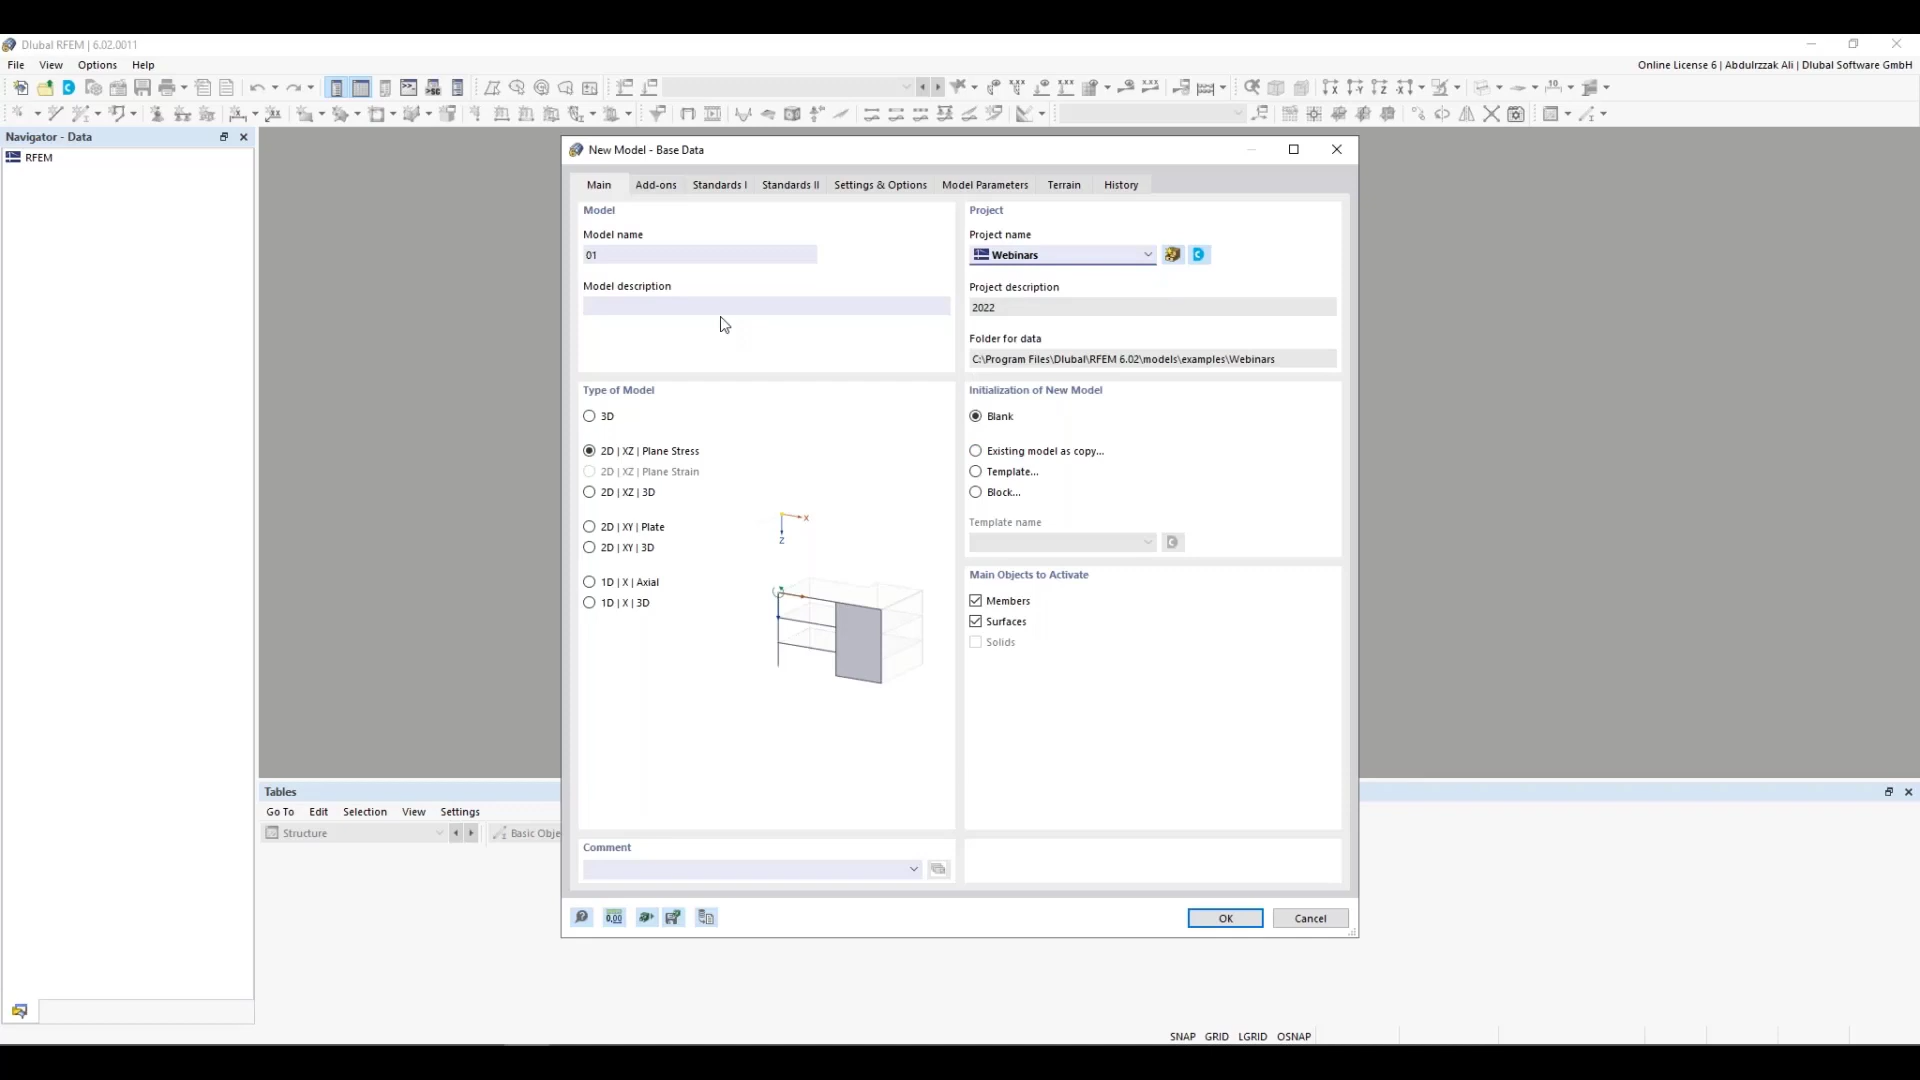 Dlubal RFEM | 6.02.0011
File View Options Help
Online License 6 | Abdulrzzak Ali | Dlubal Software GmbH
Navigator - Data
RFEM
New Model - Base Data
Main Add-ons Standards I Standards II Settings & Options Model Parameters Terrain History
Model
Model name
01
Model description
Project
Project name
Webinars
Project description
2022
Folder for data
C:\Program Files\Dlubal\RFEM 6.02\models\examples\Webinars
Type of Model
3D
2D | XZ | Plane Stress
2D | XZ | Plane Strain
2D | XZ | 3D
2D | XY | Plate
2D | XY | 3D
1D | X | Axial
1D | X | 3D
X
Z
Initialization of New Model
Blank
Existing model as copy...
Template...
Block...
Template name
Main Objects to Activate
Members
Surfaces
Solids
Comment
OK Cancel
Tables
Go To Edit Selection View Settings
Structure
Basic Obje
SNAP GRID LGRID OSNAP